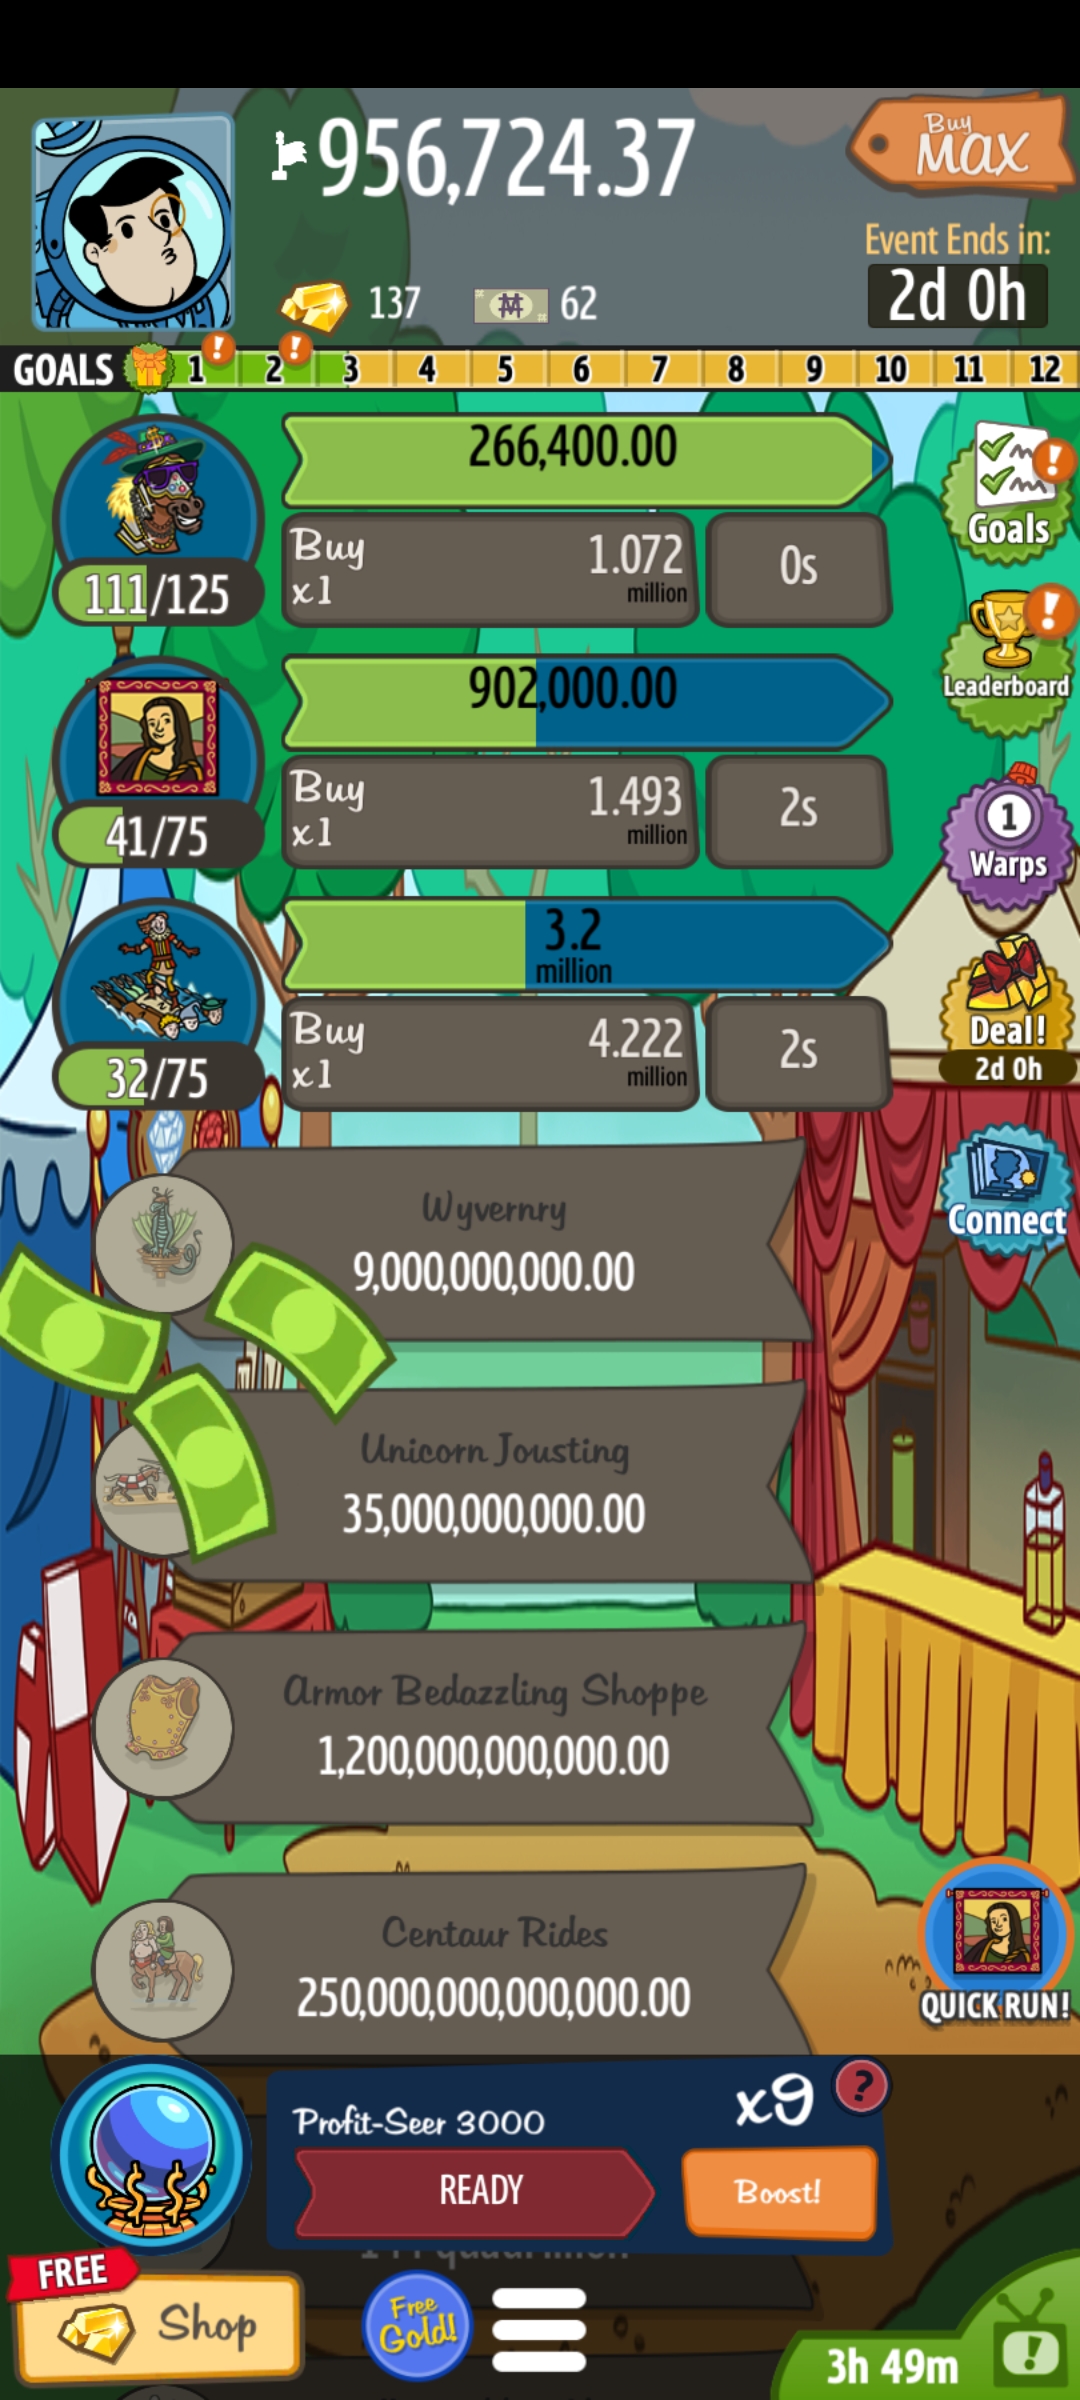 956,724.37
Buy
MAX
Event Ends in:
2d 0h
137
62
GOALS 1 2 3 4 5 6 7 8 9 10 11 12
266,400.00
Buy
x1
1.072
million
0s
111/125
Goals
902,000.00
Leaderboard
Buy
x1
1.493
million
2s
41/75
1
Warps
3.2
million
Buy
x1
4.222
million
2s
32/75
Deal!
2d 0h
Wyvernry
9,000,000,000.00
Connect
Unicorn Jousting
35,000,000,000.00
Armor Bedazzling Shoppe
1,200,000,000,000.00
Centaur Rides
250,000,000,000,000.00
QUICK RUN!
Profit-Seer 3000
x9
?
READY
Boost!
FREE
Shop
Free
Gold!
3h 49m